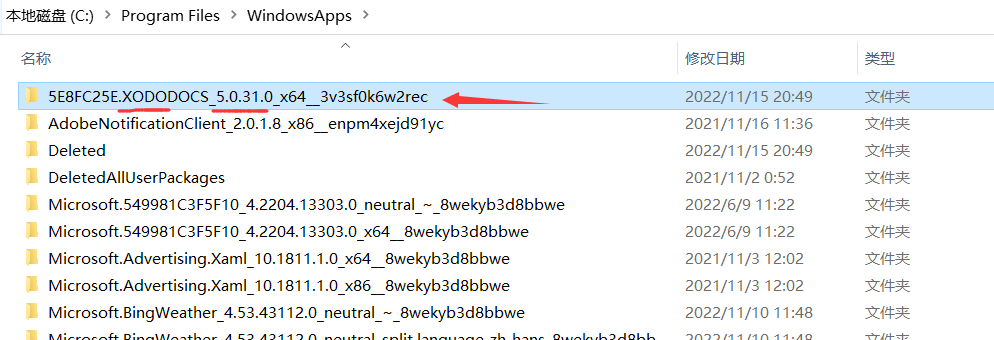 本地磁盘 (C:) > Program Files > WindowsApps >
名称 修改日期 类型
5E8FC25E.XODODOCS_5.0.31.0_x64__3v3sf0k6w2rec 2022/11/15 20:49 文件夹
AdobeNotificationClient_2.0.1.8_x86__enpm4xejd91yc 2021/11/16 11:36 文件夹
Deleted 2022/11/15 20:49 文件夹
DeletedAllUserPackages 2021/11/2 0:52 文件夹
Microsoft.549981C3F5F10_4.2204.13303.0_neutral_~_8wekyb3d8bbwe 2022/6/9 11:22 文件夹
Microsoft.549981C3F5F10_4.2204.13303.0_x64__8wekyb3d8bbwe 2022/6/9 11:22 文件夹
Microsoft.Advertising.Xaml_10.1811.1.0_x64__8wekyb3d8bbwe 2021/11/3 12:02 文件夹
Microsoft.Advertising.Xaml_10.1811.1.0_x86__8wekyb3d8bbwe 2021/11/3 12:02 文件夹
Microsoft.BingWeather_4.53.43112.0_neutral_~_8wekyb3d8bbwe 2022/11/10 11:48 文件夹
Microsoft.BingWeather_4.53.43112.0_neutral_split.language-zh-hans_8wekyb3d8bb... 2022/11/10 11:48 文件夹